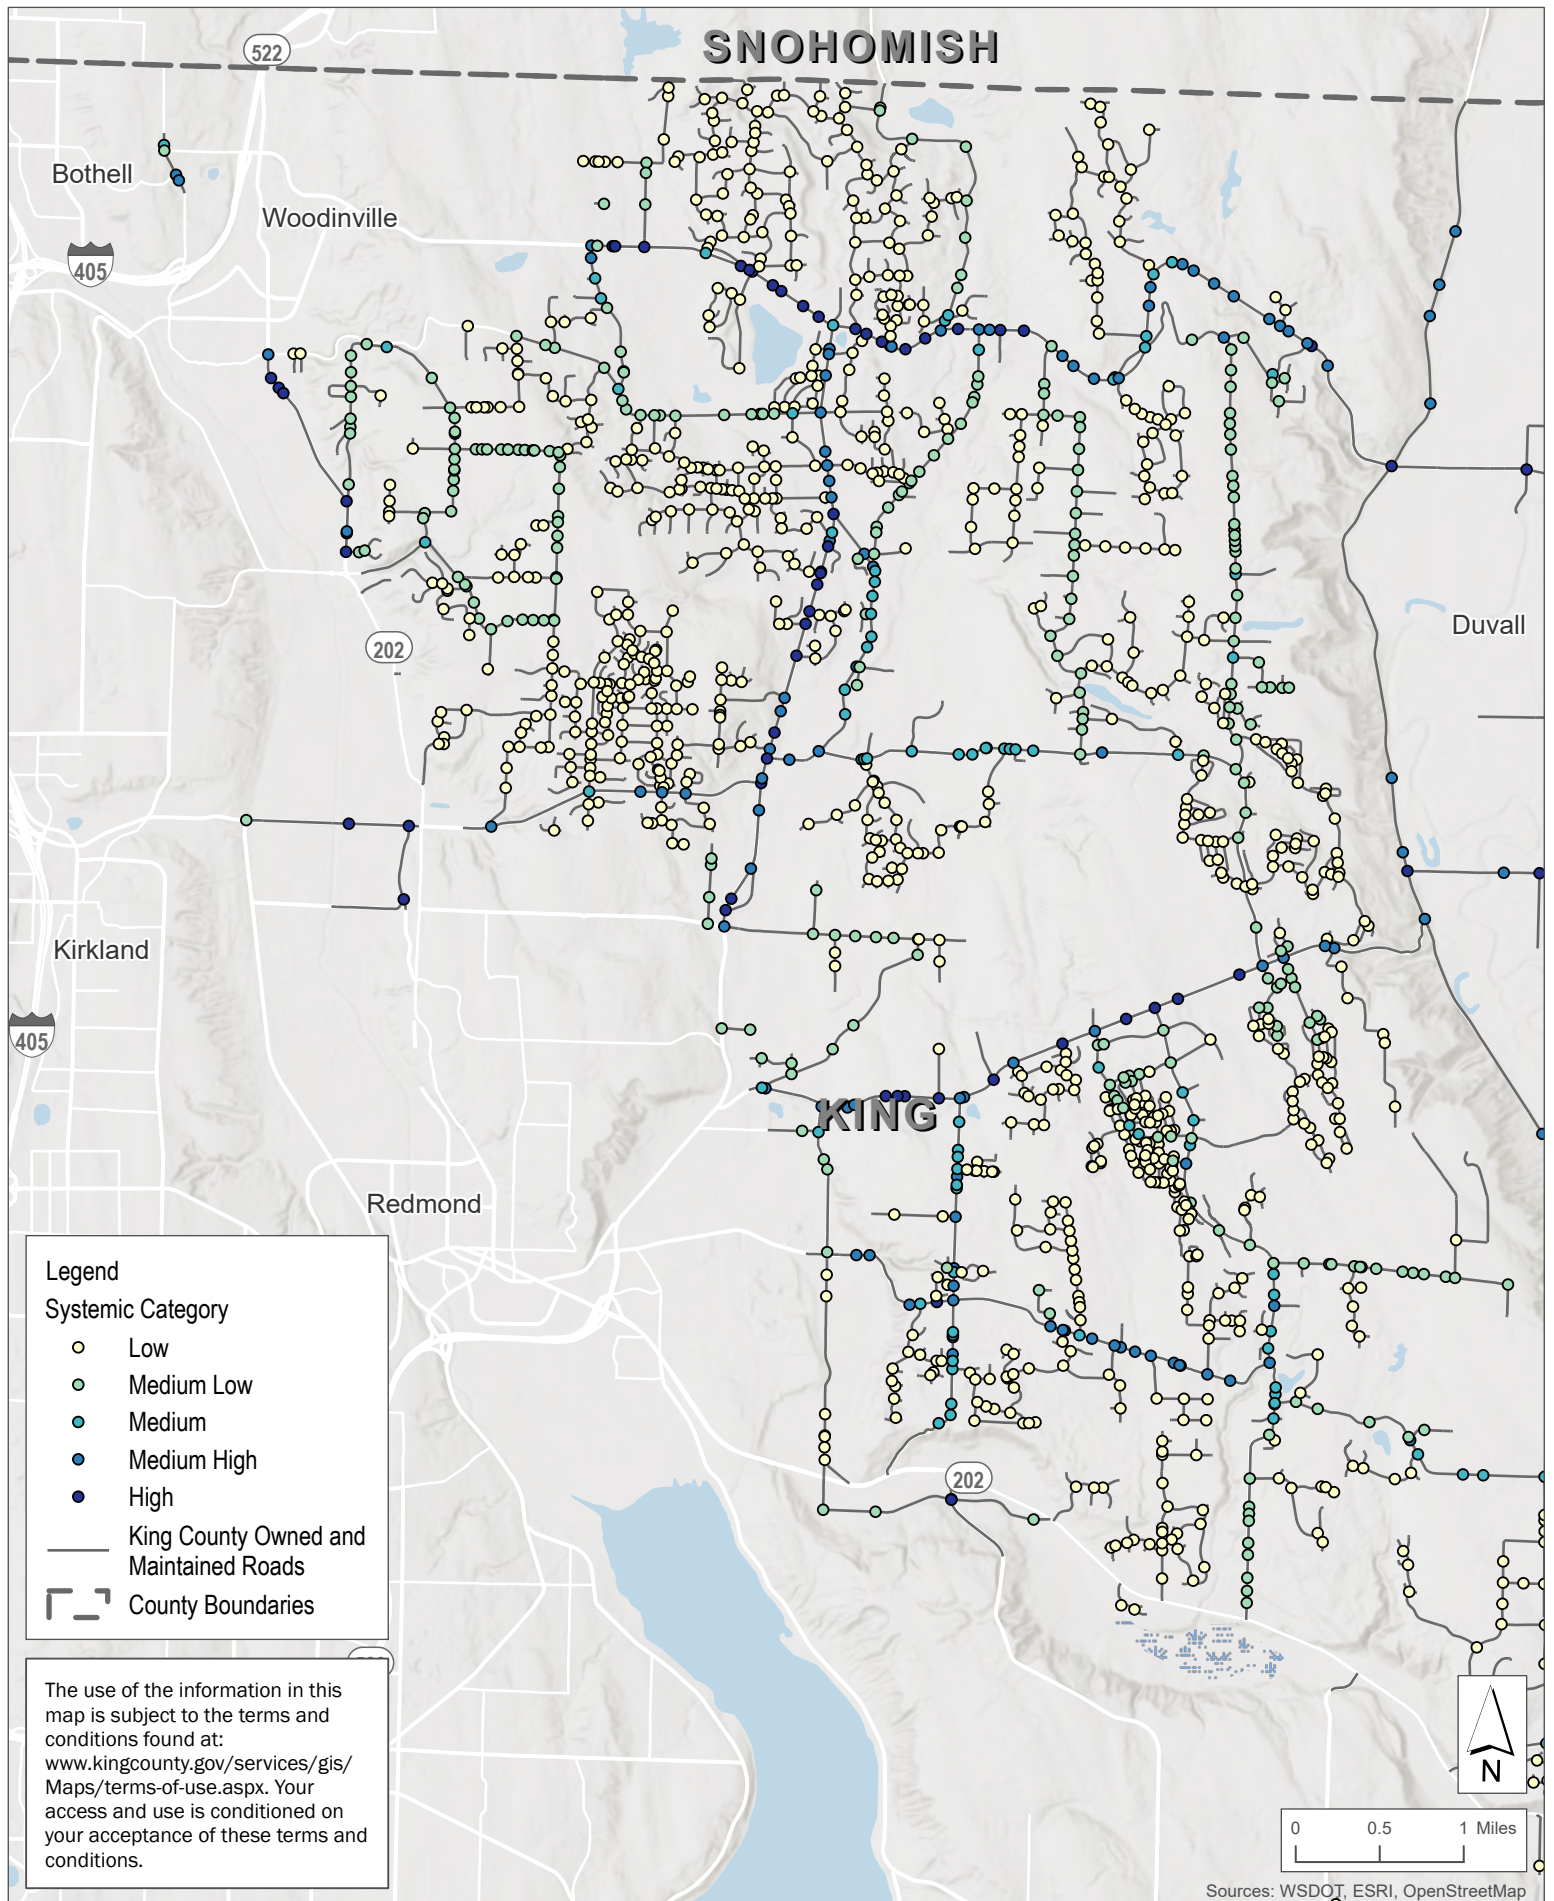 SNOHOMISH
522
Bothell
Woodinville
405
202
Duvall
Kirkland
405
KING
Redmond
202
Legend
Systemic Category
Low
Medium Low
Medium
Medium High
High
King County Owned and
Maintained Roads
County Boundaries
The use of the information in this
map is subject to the terms and
conditions found at:
www.kingcounty.gov/services/gis/
Maps/terms-of-use.aspx. Your
access and use is conditioned on
your acceptance of these terms and
conditions.
N
0 0.5 1 Miles
Sources: WSDOT, ESRI, OpenStreetMap